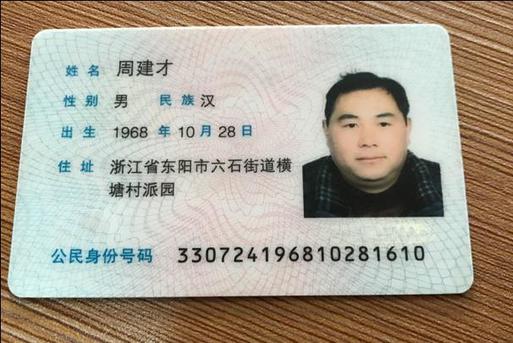 姓名 周建才
性别 男 民族 汉
出生 1968 年 10 月 28 日
住址 浙江省东阳市六石街道横
塘村派园
公民身份号码 330724196810281610